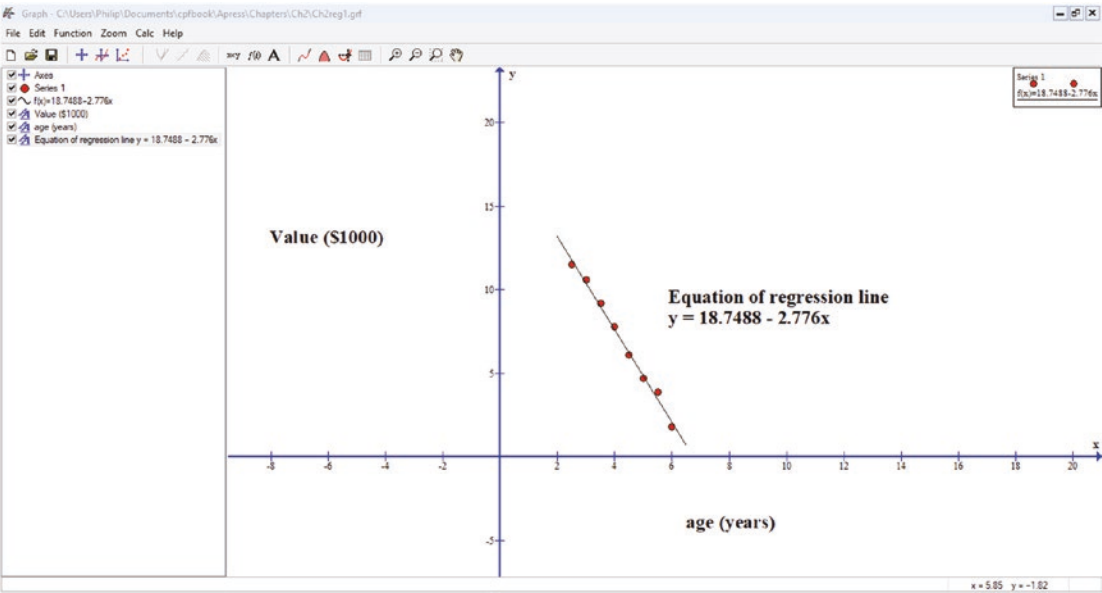 Graph - C:\Users\Philip\Documents\cpfbook\Apress\Chapters\Ch2\Ch2reg1.grf
File Edit Function Zoom Calc Help
Axes
Series 1
f(x)=18.7488-2.776x
Value ($1000)
age (years)
Equation of regression line y = 18.7488 - 2.776x
Series 1
f(x)=18.7488-2.776x
y
20
15
Value ($1000)
10
Equation of regression line
y = 18.7488 - 2.776x
5
x
-8 -6 -4 -2 2 4 6 8 10 12 14 16 18 20
age (years)
-5
x = 5.85 y = -1.82